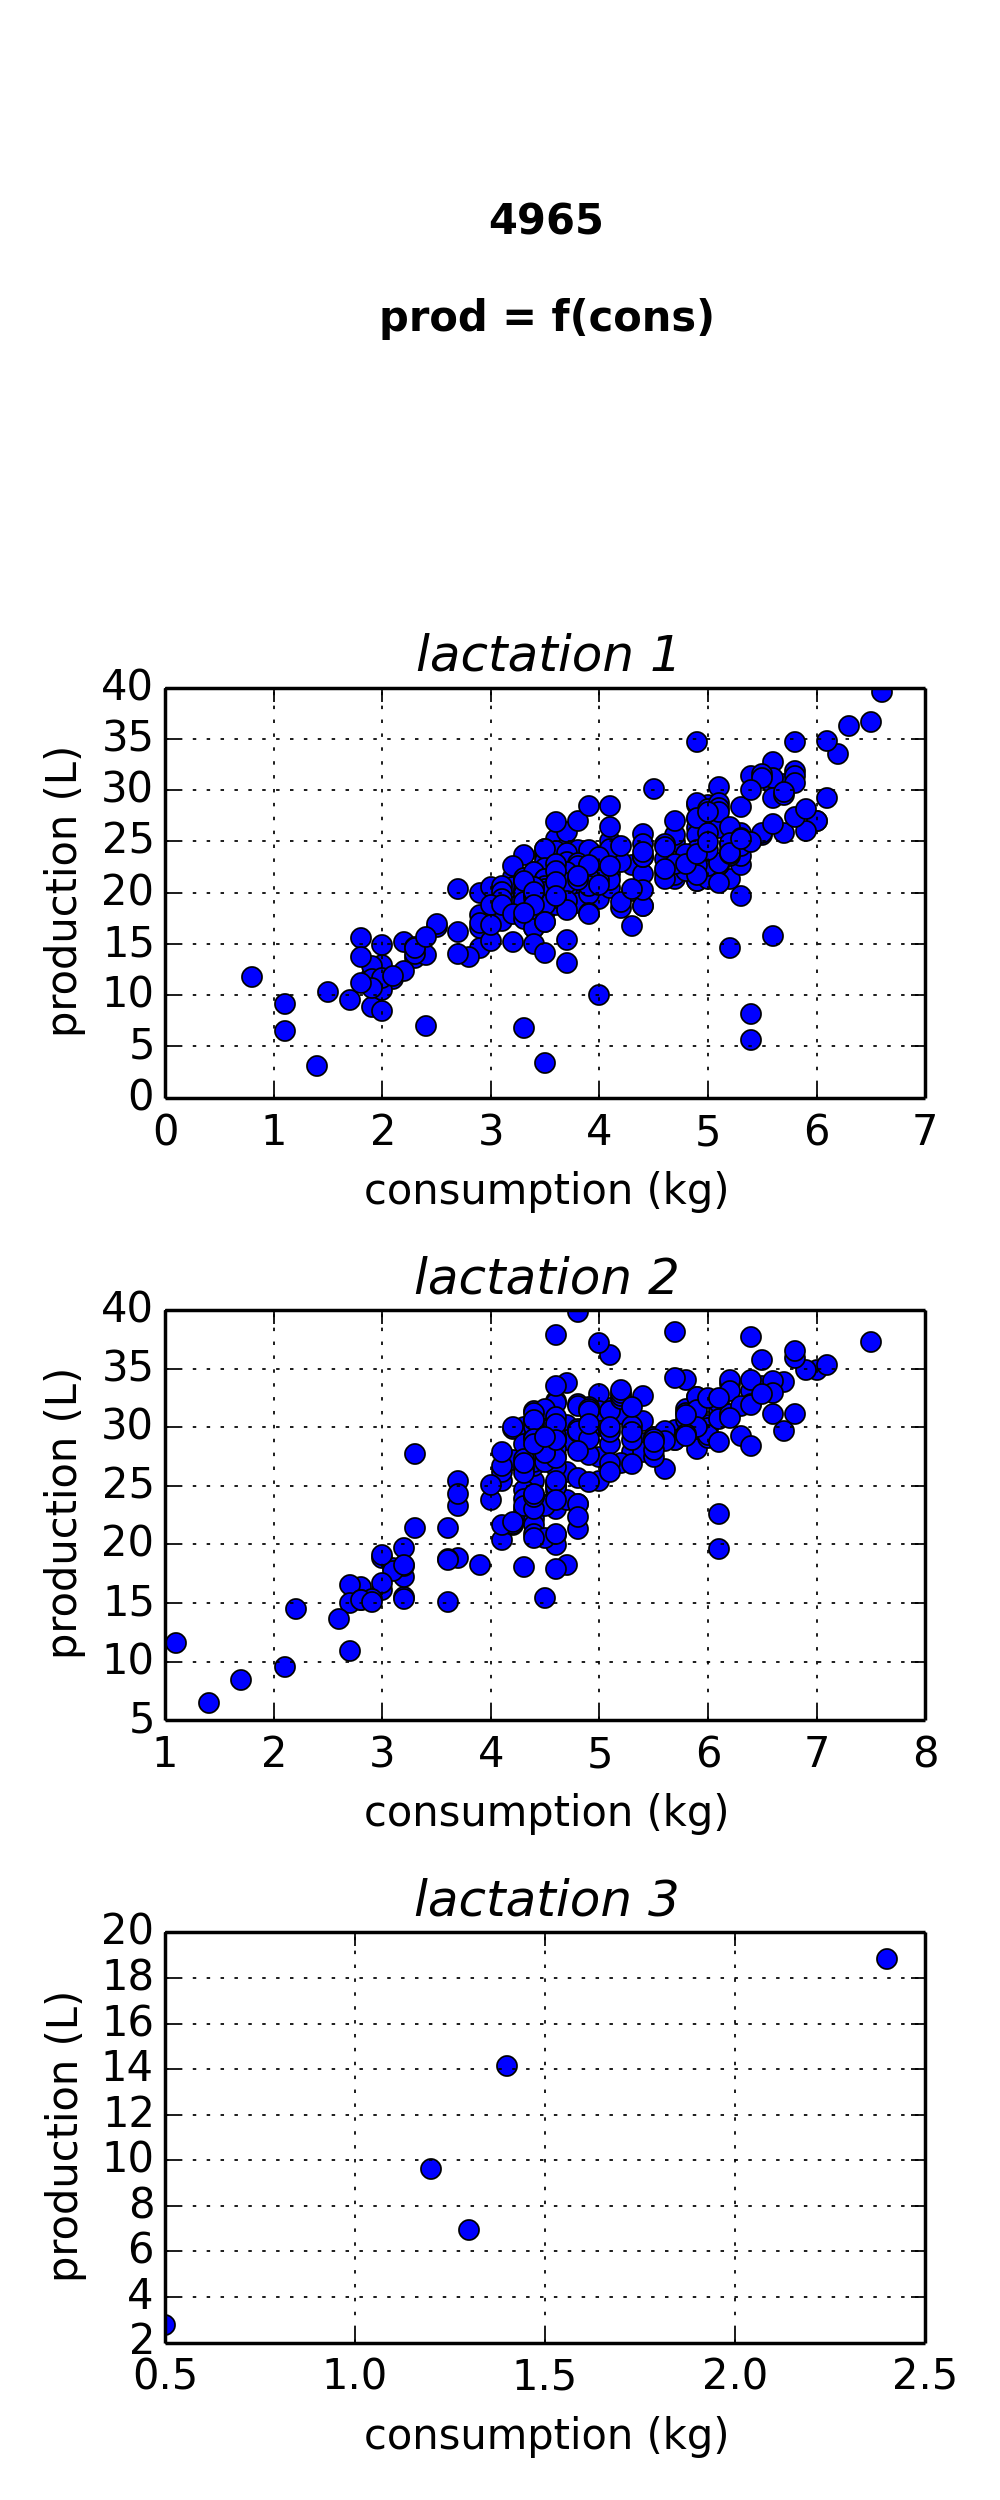 4965
prod = f(cons)
lactation 1
40
35
30
25
20
15
10
5
0
production (L)
0 1 2 3 4 5 6 7
consumption (kg)
lactation 2
40
35
30
25
20
15
10
5
production (L)
1 2 3 4 5 6 7 8
consumption (kg)
lactation 3
20
18
16
14
12
10
8
6
4
2
production (L)
0.5 1.0 1.5 2.0 2.5
consumption (kg)